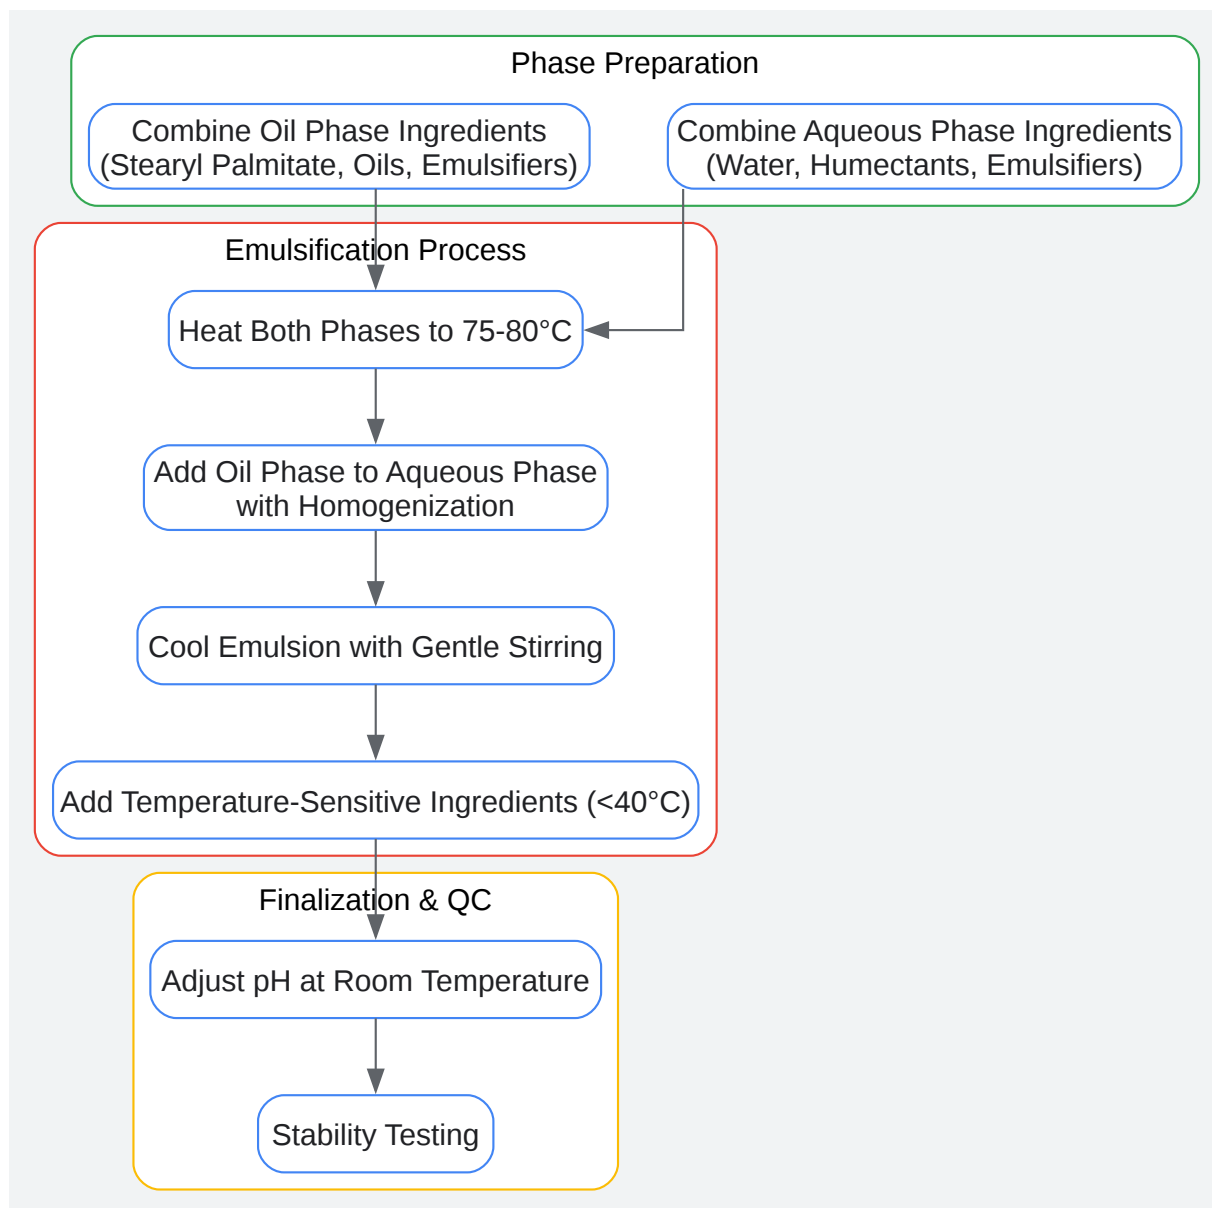 Phase Preparation
Combine Oil Phase Ingredients
(Stearyl Palmitate, Oils, Emulsifiers)
Combine Aqueous Phase Ingredients
(Water, Humectants, Emulsifiers)
Emulsification Process
Heat Both Phases to 75-80°C
Add Oil Phase to Aqueous Phase
with Homogenization
Cool Emulsion with Gentle Stirring
Add Temperature-Sensitive Ingredients (<40°C)
Finalization & QC
Adjust pH at Room Temperature
Stability Testing